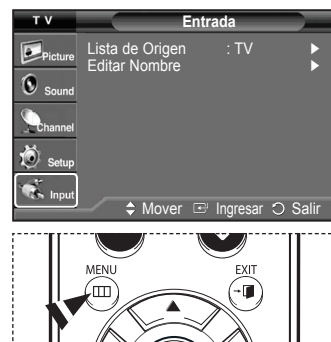 TV Entrada
Picture
Lista de Origen : TV
Editar Nombre
Sound
Channel
Setup
Input
Mover Ingresar Salir
MENU EXIT